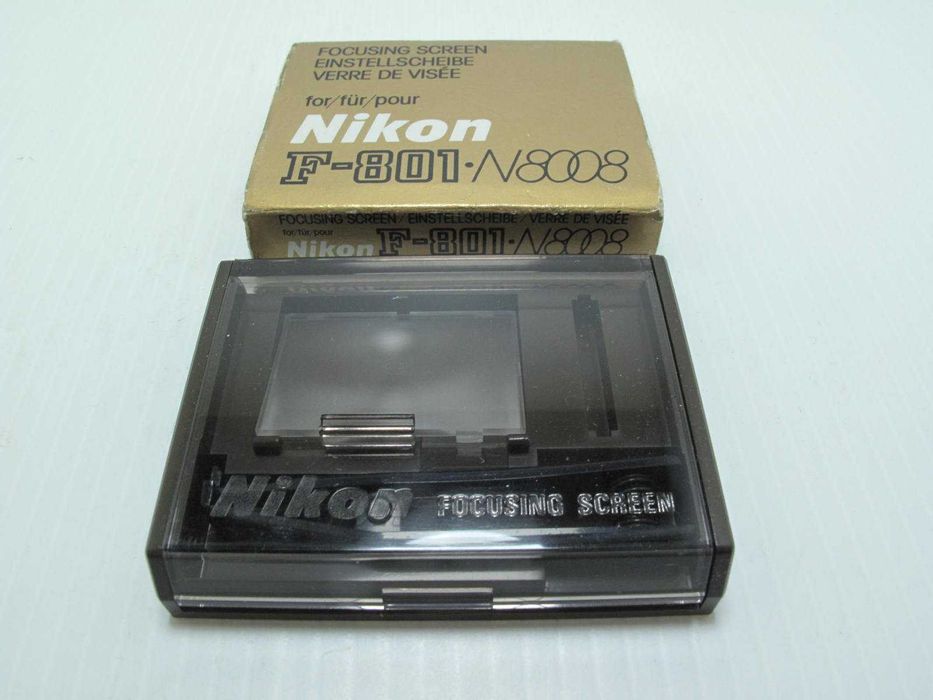 FOCUSING SCREEN
EINSTELLSCHEIBE
VERRE DE VISÉE
for/für/pour
Nikon
F-801·N8008
FOCUSING SCREEN/EINSTELLSCHEIBE/VERRE DE VISÉE
for/für/pour
Nikon F-801·N8008
Nikon FOCUSING SCREEN